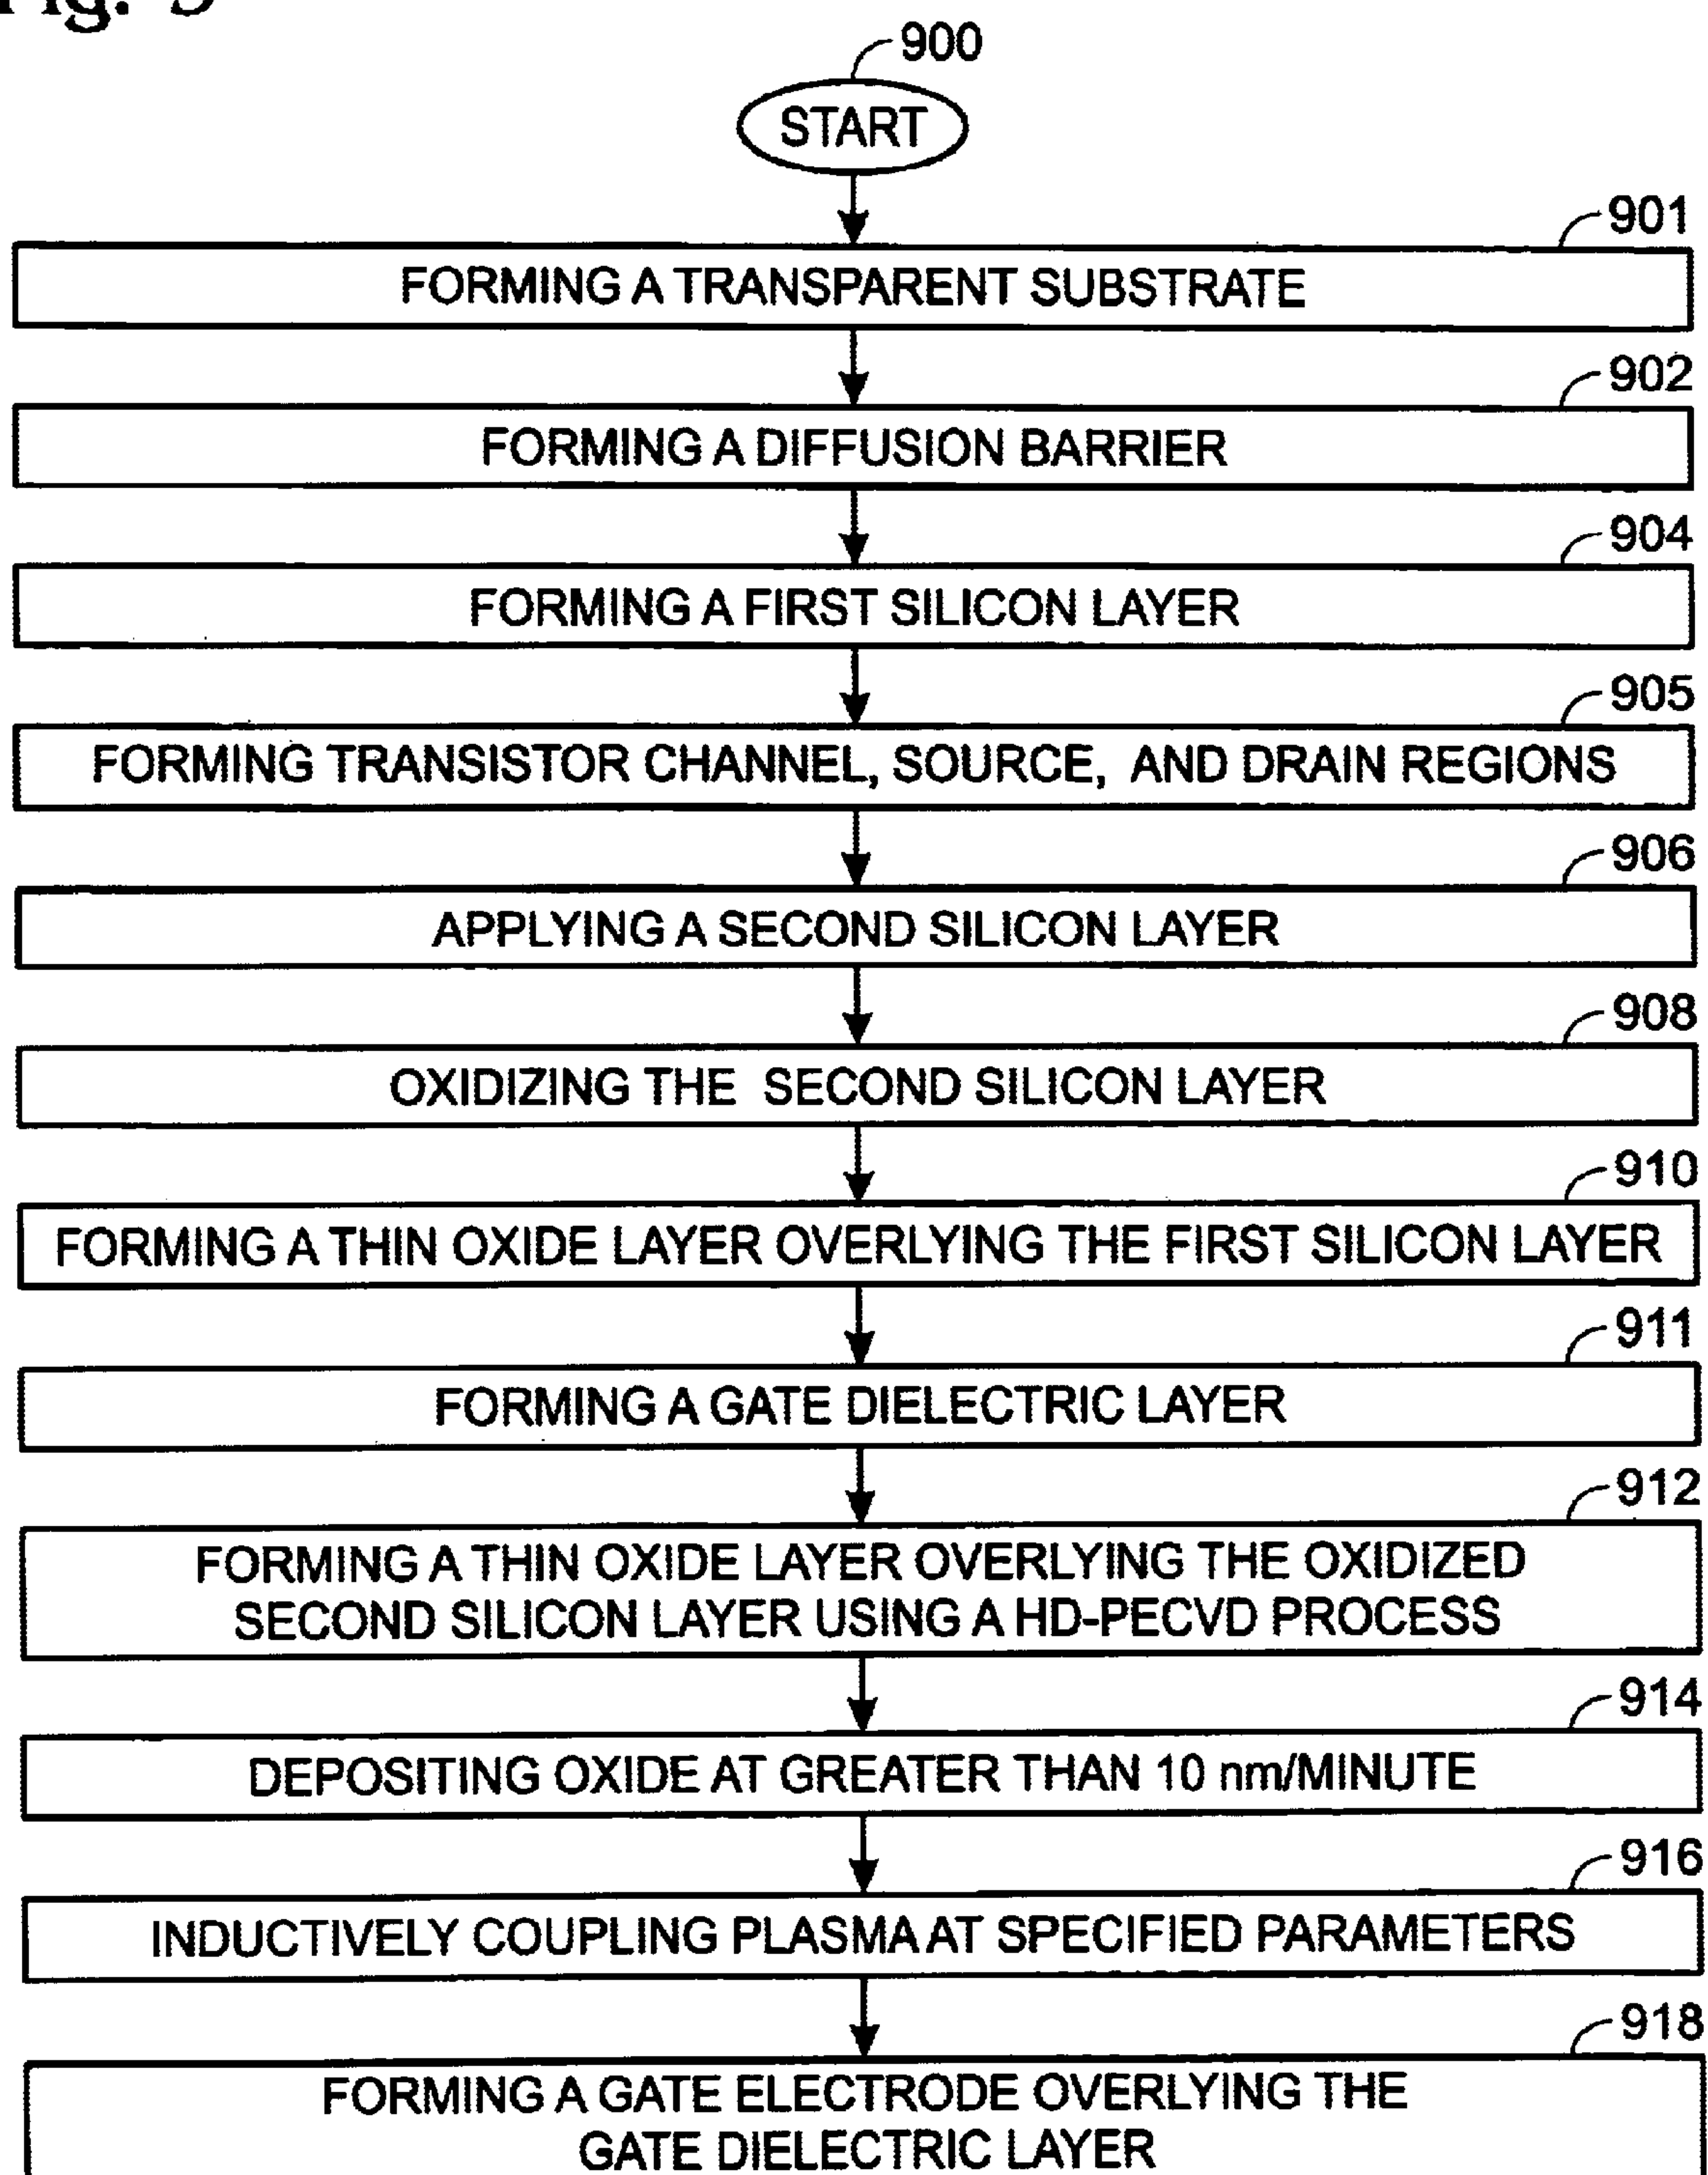 900
START
901
FORMING A TRANSPARENT SUBSTRATE
902
FORMING A DIFFUSION BARRIER
904
FORMING A FIRST SILICON LAYER
905
FORMING TRANSISTOR CHANNEL, SOURCE, AND DRAIN REGIONS
906
APPLYING A SECOND SILICON LAYER
908
OXIDIZING THE SECOND SILICON LAYER
910
FORMING A THIN OXIDE LAYER OVERLYING THE FIRST SILICON LAYER
911
FORMING A GATE DIELECTRIC LAYER
912
FORMING A THIN OXIDE LAYER OVERLYING THE OXIDIZED
SECOND SILICON LAYER USING A HD-PECVD PROCESS
914
DEPOSITING OXIDE AT GREATER THAN 10 nm/MINUTE
916
INDUCTIVELY COUPLING PLASMA AT SPECIFIED PARAMETERS
918
FORMING A GATE ELECTRODE OVERLYING THE
GATE DIELECTRIC LAYER